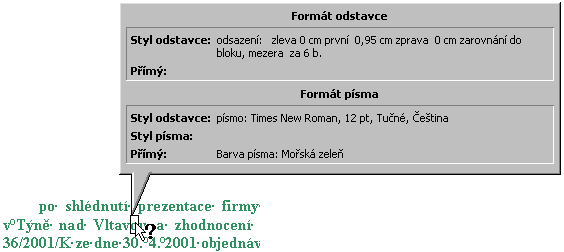 Formát odstavce
Styl odstavce: odsazení: zleva 0 cm první 0,95 cm zprava 0 cm zarovnání do
bloku, mezera za 6 b.
Přímý:
Formát písma
Styl odstavce: písmo: Times New Roman, 12 pt, Tučné, Čeština
Styl písma:
Přímý: Barva písma: Mořská zeleň
po· shlédnutí· prezentace· firmy·
v°Týně· nad· Vltavou· a· zhodnocení·
36/2001/K·ze·dne·30.·4.°2001·objednáv